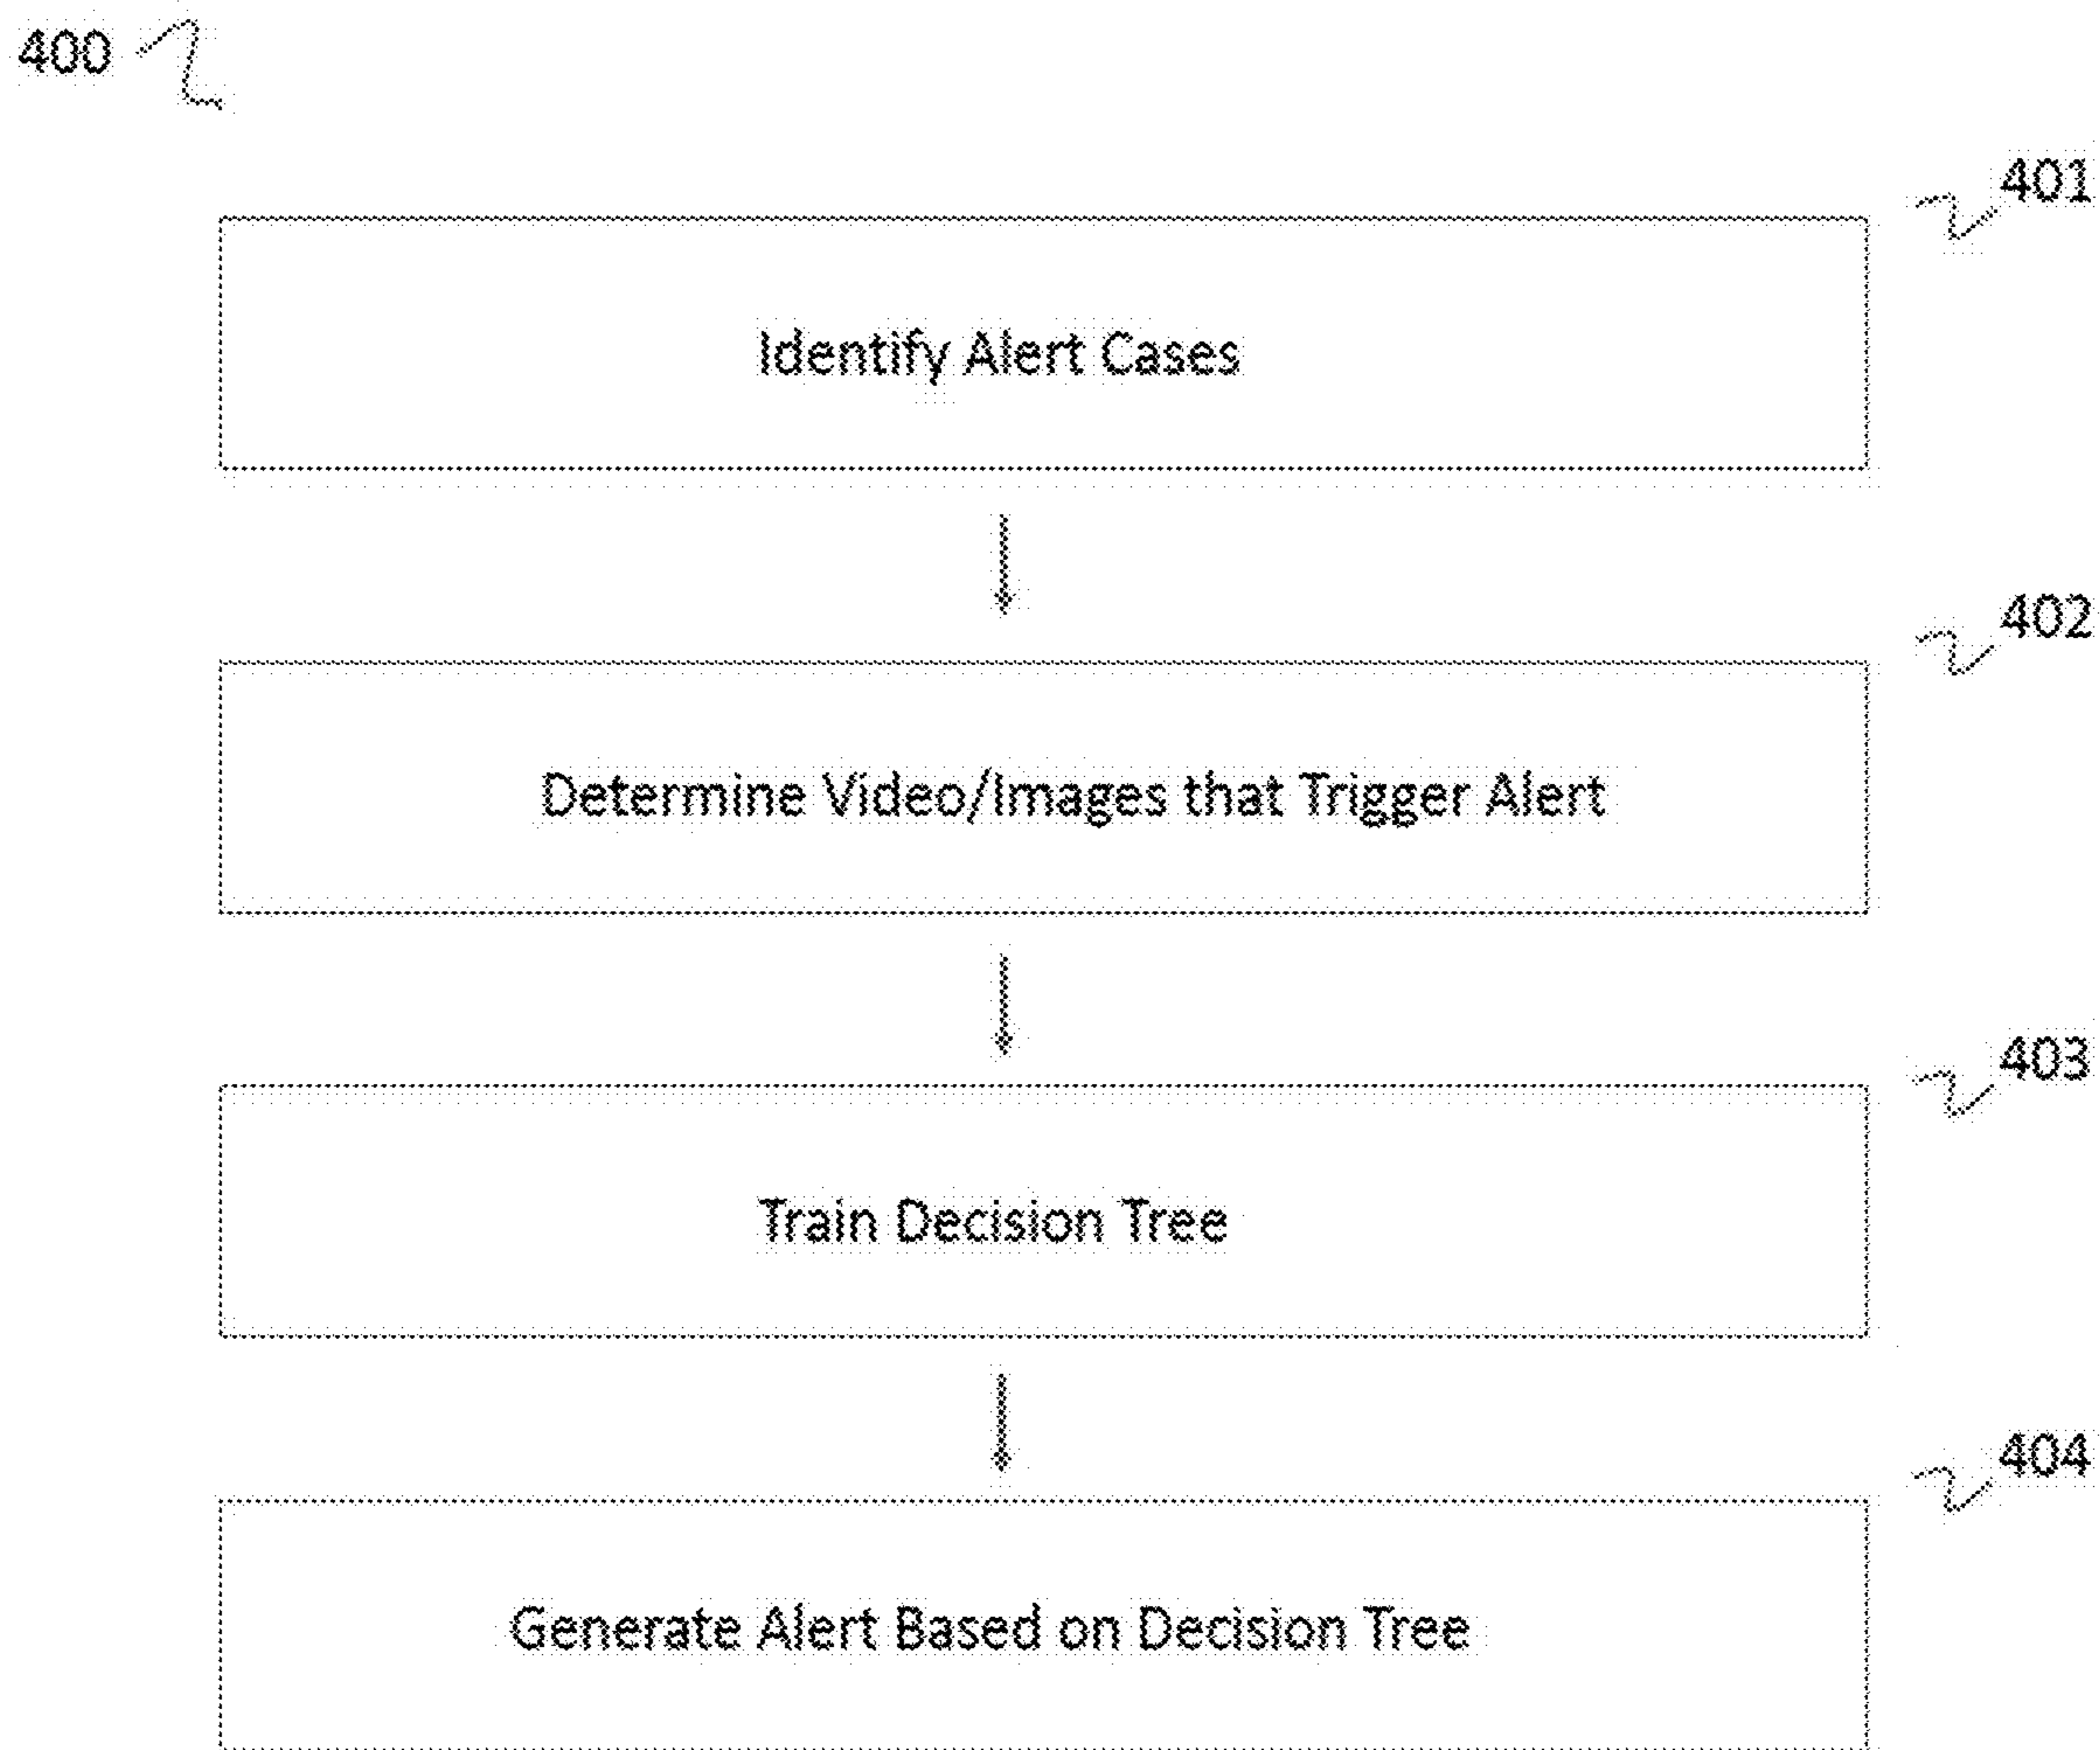 400
401
Identify Alert Cases
402
Determine Video/Images that Trigger Alert
403
Train Decision Tree
404
Generate Alert Based on Decision Tree